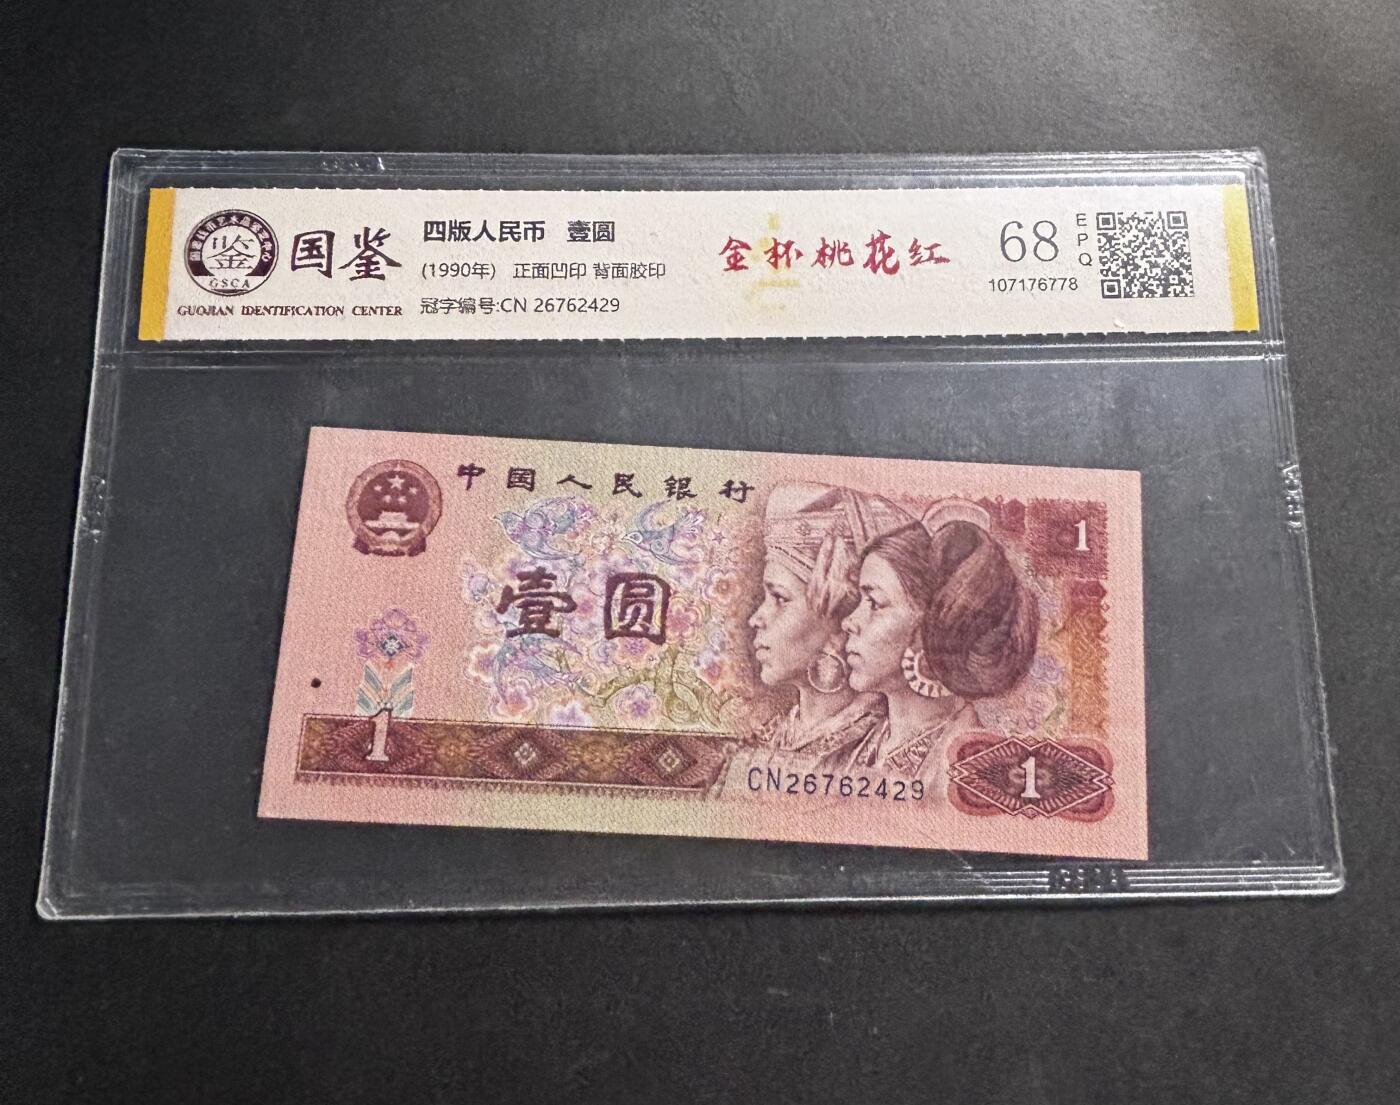 鉴
GSCA
国鉴
GUOJIAN IDENTIFICATION CENTER
四版人民币 壹圆
(1990年) 正面凹印 背面胶印
冠字编号:CN 26762429
金杯桃花红
68
EPQ
107176778
中国人民银行
壹圆
1
1
CN26762429
1